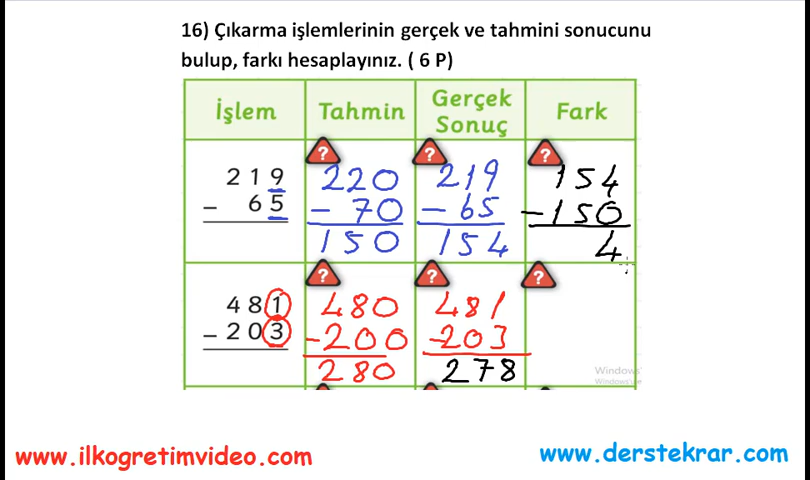 16) Çıkarma işlemlerinin gerçek ve tahmini sonucunu
bulup, farkı hesaplayınız. ( 6 P)
İşlem Tahmin Gerçek Sonuç Fark
? ? ?
219 220 219 154
- 65 - 70 - 65 - 150
150 154 4
? ? ?
481 480 481
- 203 - 200 - 203
280 278
Windows
Windows
www.ilkogretimvideo.com www.derstekrar.com